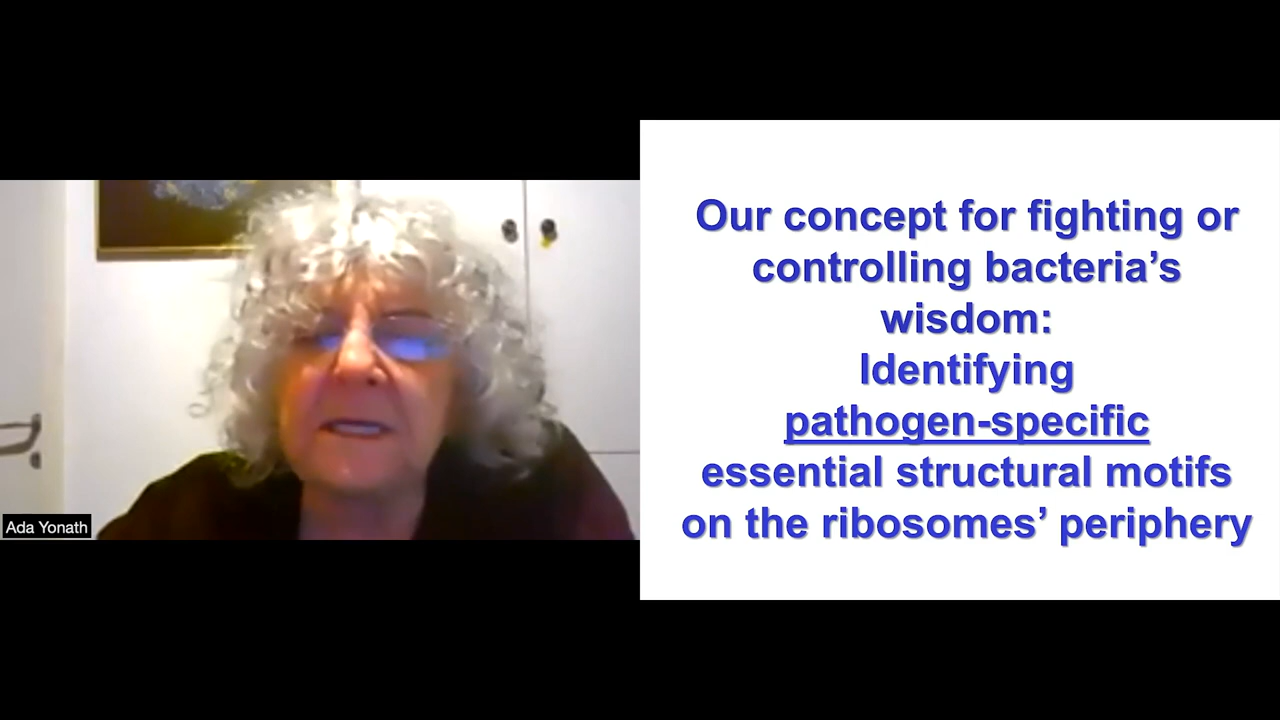 Ada Yonath
Our concept for fighting or
controlling bacteria’s
wisdom:
Identifying
pathogen-specific
essential structural motifs
on the ribosomes’ periphery